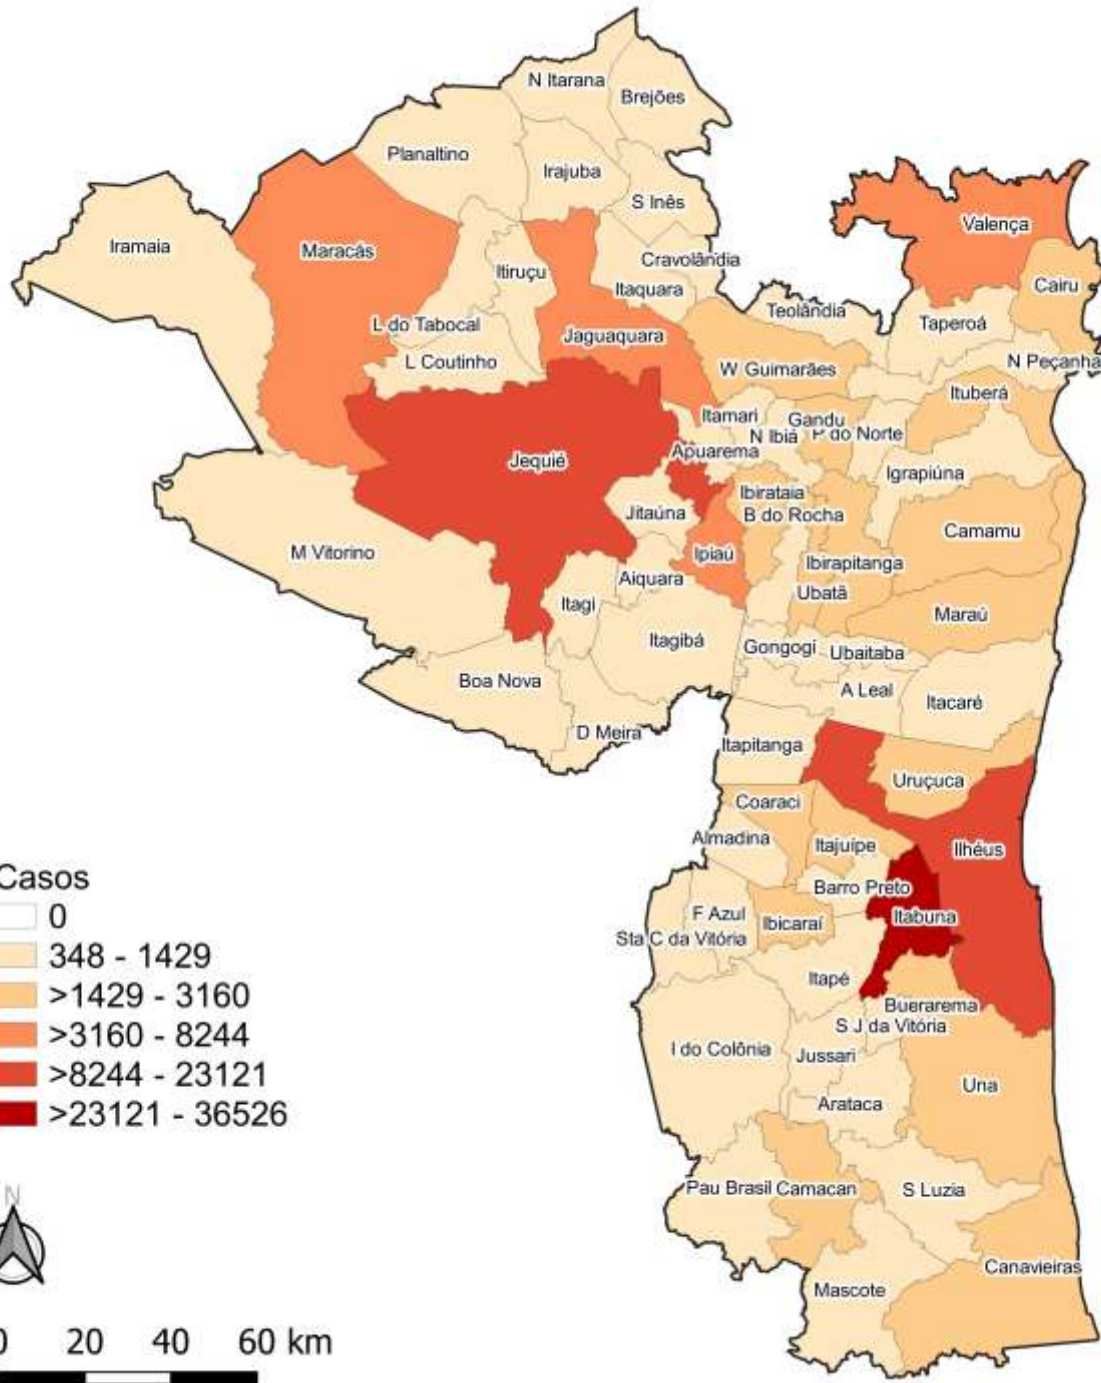 N Itarana
Brejões
Planaltino
Irajuba
S Inês
Valença
Iramaia
Maracás
Cravolândia
Itiruçu
Cairu
Itaquara
Teolândia
Taperoá
L do Tabocal
Jaguaquara
L Coutinho
N Peçanha
W Guimarães
Ituberá
Itamari
Gandu
N Ibiá
P do Norte
Apuarema
Jequié
Igrapiúna
Ibirataia
B do Rocha
Jitaúna
Camamu
M Vitorino
Ipiaú
Ibirapitanga
Aiquara
Ubatã
Itagi
Maraú
Itagibá
Gongogi
Ubaitaba
Boa Nova
A Leal
Itacaré
D Meira
Itapitanga
Uruçuca
Coaraci
Almadina
Itajuípe
Ilhéus
Barro Preto
F Azul
Ibicaraí
Itabuna
Sta C da Vitória
Itapé
Buerarema
S J da Vitória
I do Colônia
Jussari
Una
Arataca
Pau Brasil
Camacan
S Luzia
Canavieiras
Mascote
Casos
0
348 - 1429
>1429 - 3160
>3160 - 8244
>8244 - 23121
>23121 - 36526
N
0 20 40 60 km